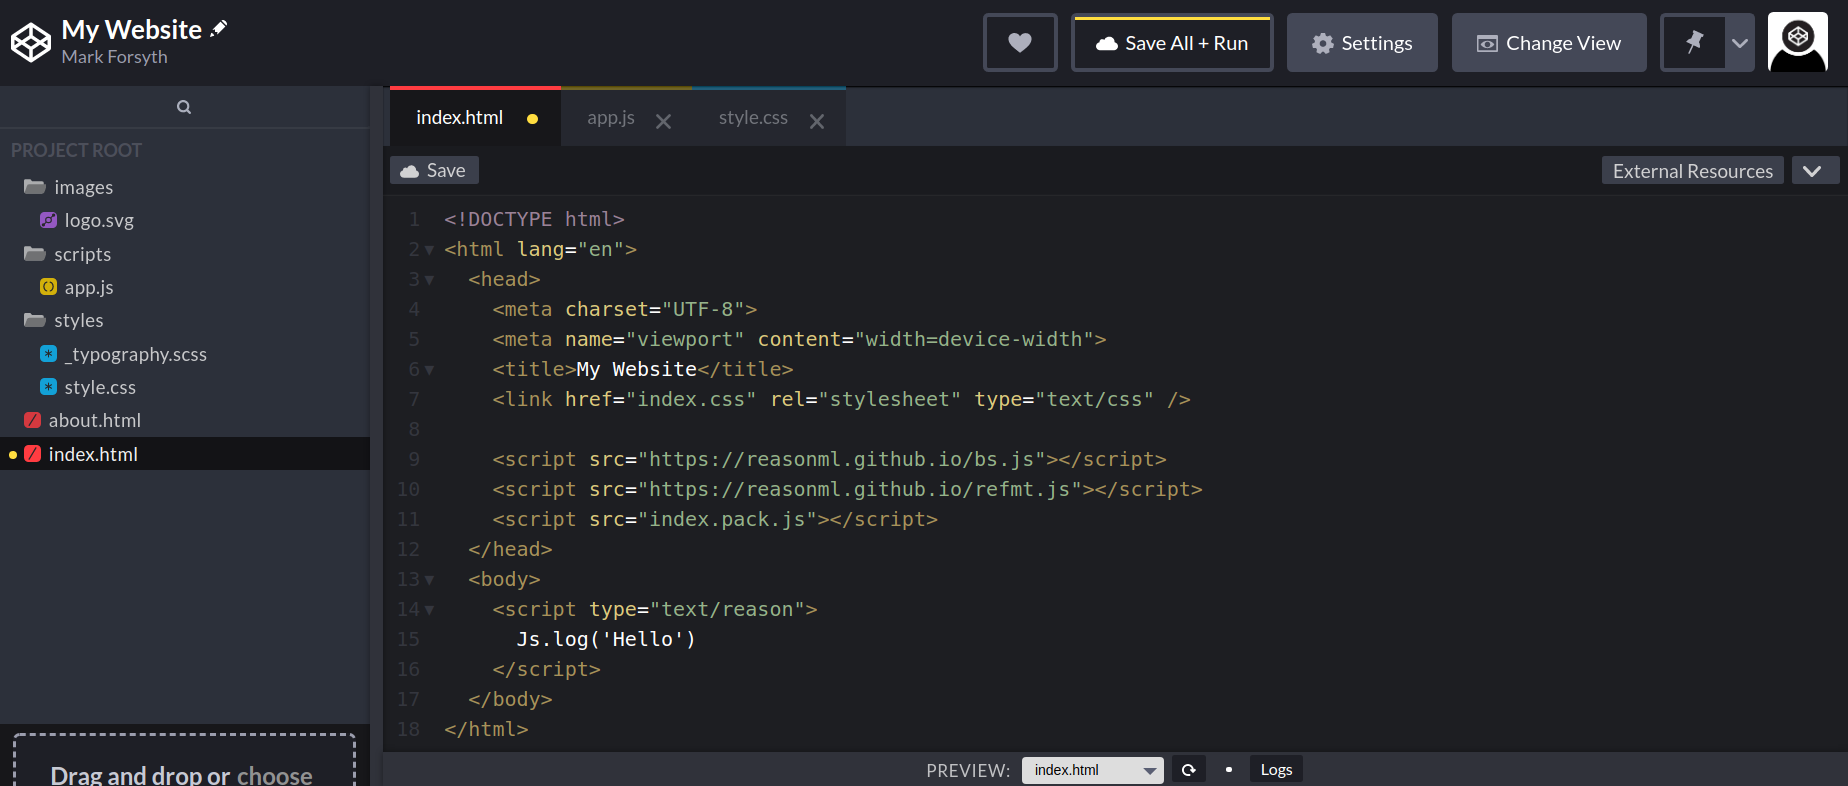 My Website
Mark Forsyth
Save All + Run
Settings
Change View
PROJECT ROOT
images
logo.svg
scripts
app.js
styles
_typography.scss
style.css
about.html
index.html
Drag and drop or choose
index.html
app.js
style.css
Save
External Resources
1 <!DOCTYPE html>
2 <html lang="en">
3   <head>
4     <meta charset="UTF-8">
5     <meta name="viewport" content="width=device-width">
6     <title>My Website</title>
7     <link href="index.css" rel="stylesheet" type="text/css" />
8
9     <script src="https://reasonml.github.io/bs.js"></script>
10     <script src="https://reasonml.github.io/refmt.js"></script>
11     <script src="index.pack.js"></script>
12   </head>
13   <body>
14     <script type="text/reason">
15       Js.log('Hello')
16     </script>
17   </body>
18 </html>
PREVIEW: index.html Logs